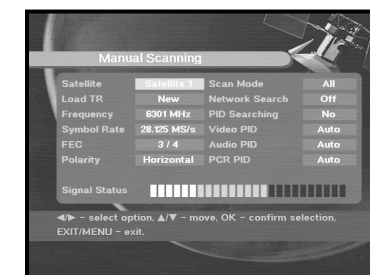 Manual Scanning
Satellite Satellite 1 Scan Mode All
Load TR New Network Search Off
Frequency 6301 MHz PID Searching No
Symbol Rate 28.125 MS/s Video PID Auto
FEC 3 / 4 Audio PID Auto
Polarity Horizontal PCR PID Auto
Signal Status
◄/► – select option, ▲/▼ – move, OK – confirm selection,
EXIT/MENU – exit.